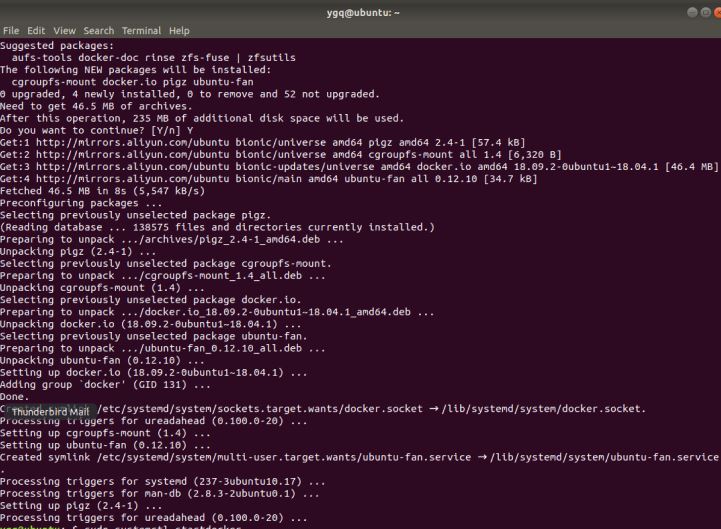 ygq@ubuntu: ~
File Edit View Search Terminal Help
Suggested packages:
aufs-tools docker-doc rinse zfs-fuse | zfsutils
The following NEW packages will be installed:
cgroupfs-mount docker.io pigz ubuntu-fan
0 upgraded, 4 newly installed, 0 to remove and 52 not upgraded.
Need to get 46.5 MB of archives.
After this operation, 235 MB of additional disk space will be used.
Do you want to continue? [Y/n] Y
Get:1 http://mirrors.aliyun.com/ubuntu bionic/universe amd64 pigz amd64 2.4-1 [57.4 kB]
Get:2 http://mirrors.aliyun.com/ubuntu bionic/universe amd64 cgroupfs-mount all 1.4 [6,320 B]
Get:3 http://mirrors.aliyun.com/ubuntu bionic-updates/universe amd64 docker.io amd64 18.09.2-0ubuntu1~18.04.1 [46.4 MB]
Get:4 http://mirrors.aliyun.com/ubuntu bionic/main amd64 ubuntu-fan all 0.12.10 [34.7 kB]
Fetched 46.5 MB in 8s (5,547 kB/s)
Preconfiguring packages ...
Selecting previously unselected package pigz.
(Reading database ... 138575 files and directories currently installed.)
Preparing to unpack .../archives/pigz_2.4-1_amd64.deb ...
Unpacking pigz (2.4-1) ...
Selecting previously unselected package cgroupfs-mount.
Preparing to unpack .../cgroupfs-mount_1.4_all.deb ...
Unpacking cgroupfs-mount (1.4) ...
Selecting previously unselected package docker.io.
Preparing to unpack .../docker.io_18.09.2-0ubuntu1~18.04.1_amd64.deb ...
Unpacking docker.io (18.09.2-0ubuntu1~18.04.1) ...
Selecting previously unselected package ubuntu-fan.
Preparing to unpack .../ubuntu-fan_0.12.10_all.deb ...
Unpacking ubuntu-fan (0.12.10) ...
Setting up docker.io (18.09.2-0ubuntu1~18.04.1) ...
Adding group `docker' (GID 131) ...
Done.
Thunderbird Mail /etc/systemd/system/sockets.target.wants/docker.socket → /lib/systemd/system/docker.socket.
Processing triggers for ureadahead (0.100.0-20) ...
Setting up cgroupfs-mount (1.4) ...
Setting up ubuntu-fan (0.12.10) ...
Created symlink /etc/systemd/system/multi-user.target.wants/ubuntu-fan.service → /lib/systemd/system/ubuntu-fan.service
.
Processing triggers for systemd (237-3ubuntu10.17) ...
Processing triggers for man-db (2.8.3-2ubuntu0.1) ...
Setting up pigz (2.4-1) ...
Processing triggers for ureadahead (0.100.0-20) ...